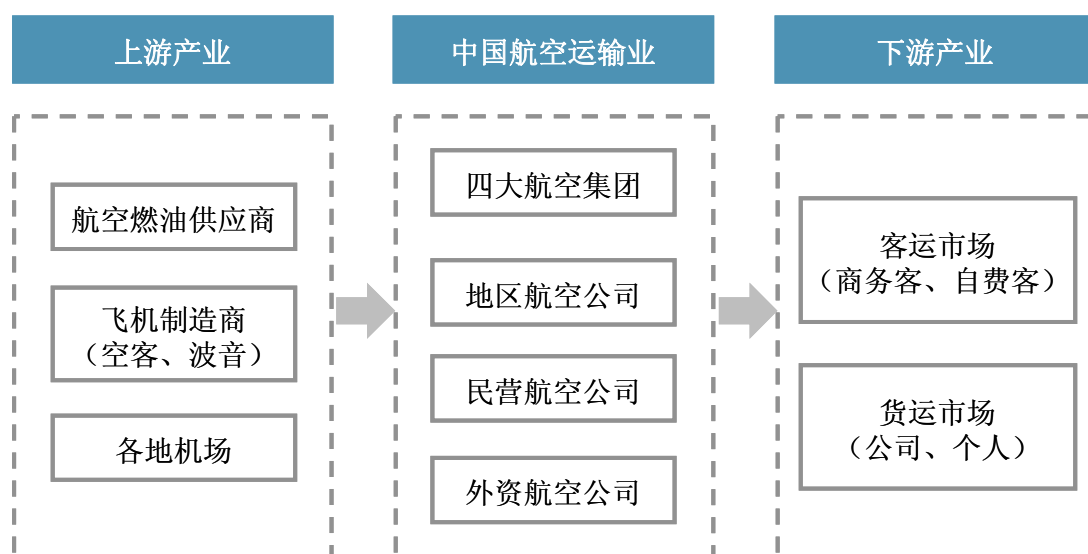 上游产业
航空燃油供应商
飞机制造商
（空客、波音）
各地机场
中国航空运输业
四大航空集团
地区航空公司
民营航空公司
外资航空公司
下游产业
客运市场
（商务客、自费客）
货运市场
（公司、个人）